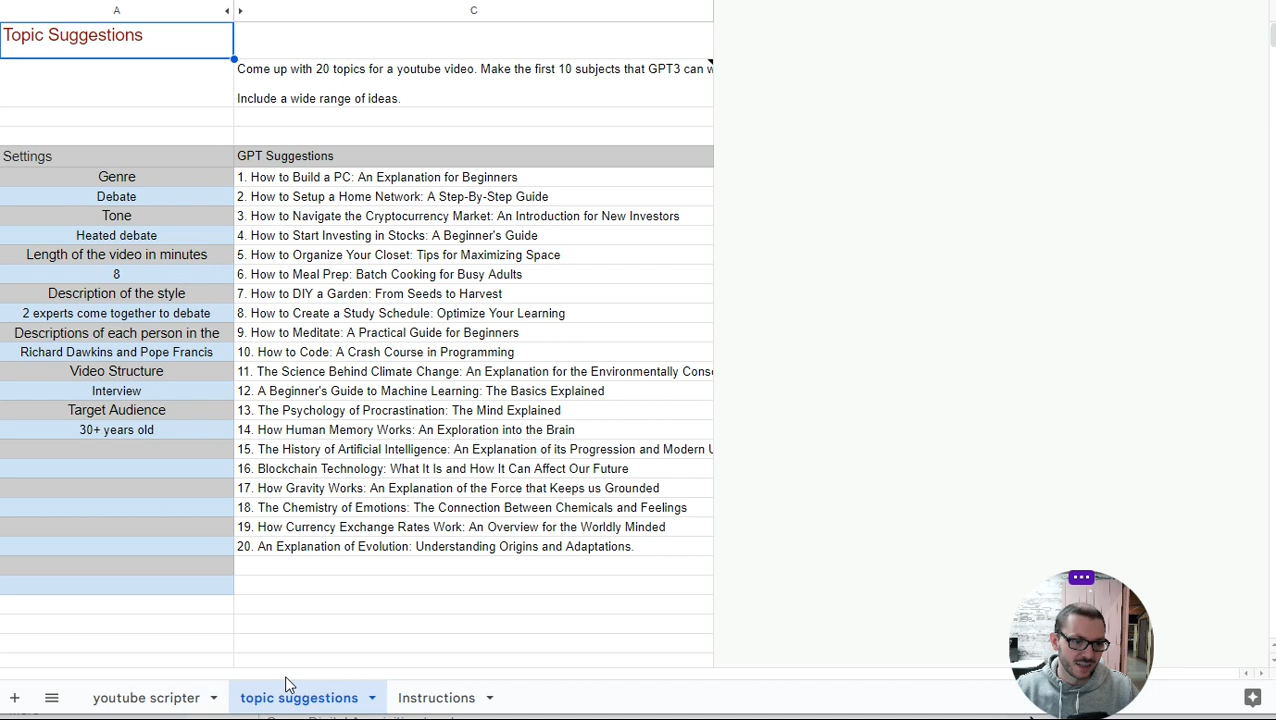 A
C
Topic Suggestions
Come up with 20 topics for a youtube video. Make the first 10 subjects that GPT3 can w
Include a wide range of ideas.
Settings
GPT Suggestions
Genre
1. How to Build a PC: An Explanation for Beginners
Debate
2. How to Setup a Home Network: A Step-By-Step Guide
Tone
3. How to Navigate the Cryptocurrency Market: An Introduction for New Investors
Heated debate
4. How to Start Investing in Stocks: A Beginner's Guide
Length of the video in minutes
5. How to Organize Your Closet: Tips for Maximizing Space
8
6. How to Meal Prep: Batch Cooking for Busy Adults
Description of the style
7. How to DIY a Garden: From Seeds to Harvest
2 experts come together to debate
8. How to Create a Study Schedule: Optimize Your Learning
Descriptions of each person in the
9. How to Meditate: A Practical Guide for Beginners
Richard Dawkins and Pope Francis
10. How to Code: A Crash Course in Programming
Video Structure
11. The Science Behind Climate Change: An Explanation for the Environmentally Consc
Interview
12. A Beginner's Guide to Machine Learning: The Basics Explained
Target Audience
13. The Psychology of Procrastination: The Mind Explained
30+ years old
14. How Human Memory Works: An Exploration into the Brain
15. The History of Artificial Intelligence: An Explanation of its Progression and Modern U
16. Blockchain Technology: What It Is and How It Can Affect Our Future
17. How Gravity Works: An Explanation of the Force that Keeps us Grounded
18. The Chemistry of Emotions: The Connection Between Chemicals and Feelings
19. How Currency Exchange Rates Work: An Overview for the Worldly Minded
20. An Explanation of Evolution: Understanding Origins and Adaptations.
youtube scripter
topic suggestions
Instructions